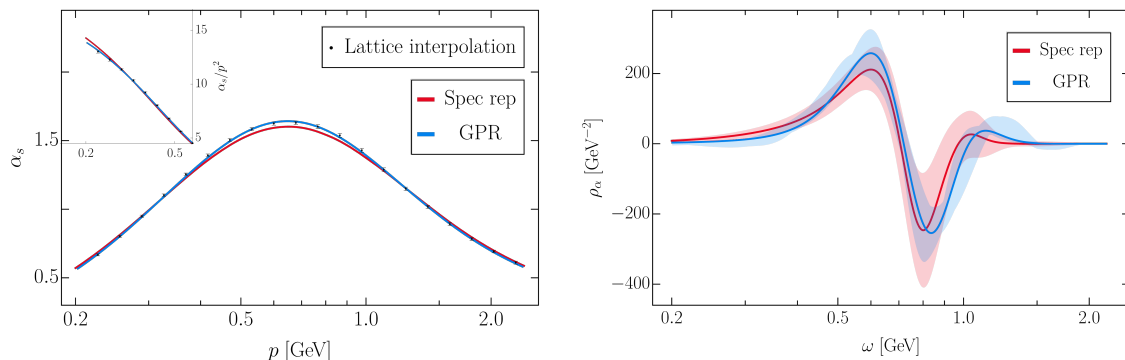 15
10
5
α_s/p²
0.2
0.5
Lattice interpolation
Spec rep
GPR
1.5
0.5
α_s
0.2
0.5
1.0
2.0
p [GeV]
Spec rep
GPR
200
0
−200
−400
ρ_α [GeV⁻²]
0.2
0.5
1.0
2.0
ω [GeV]